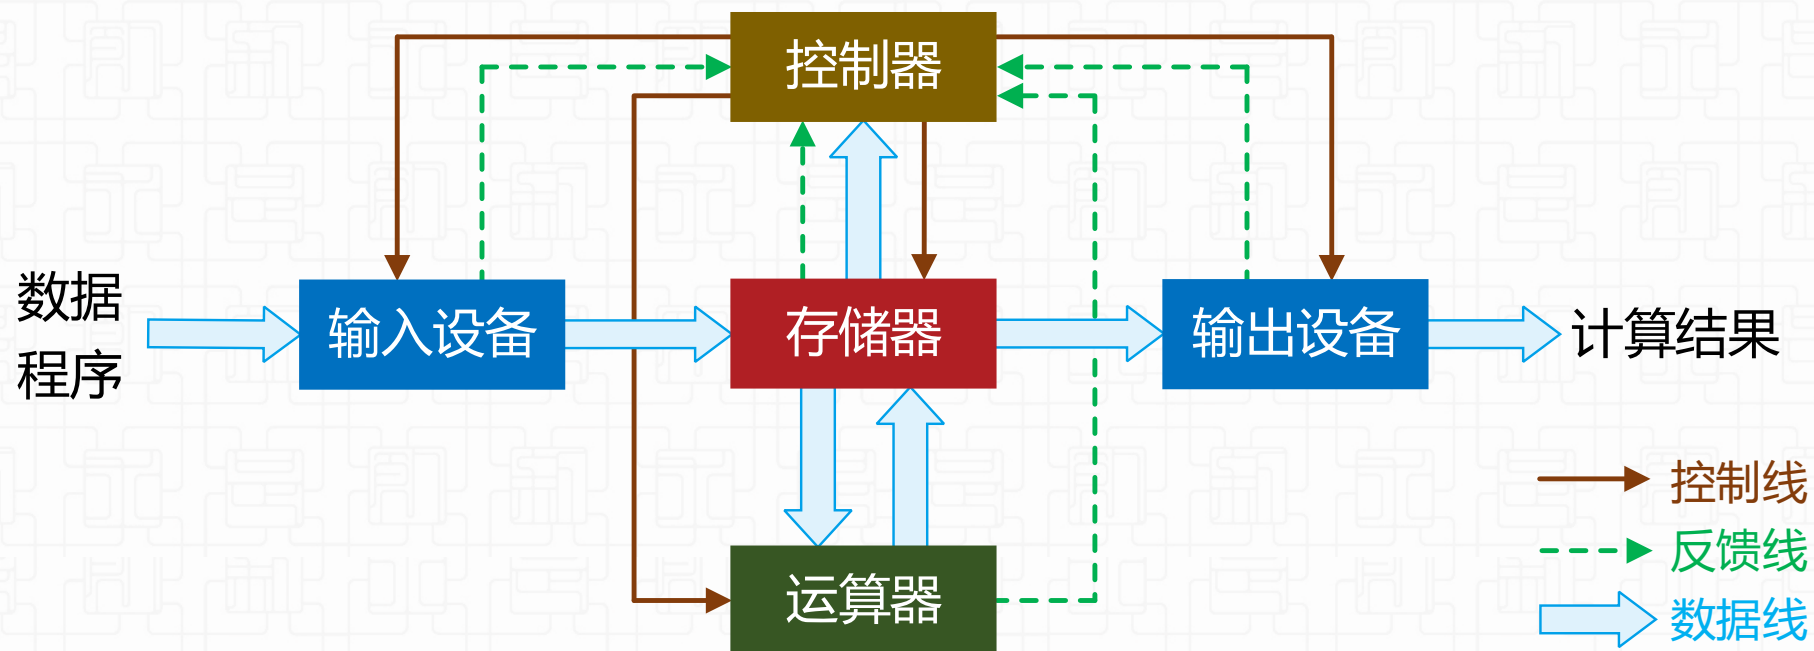 控制器
数据
程序
输入设备
存储器
输出设备
计算结果
运算器
控制线
反馈线
数据线